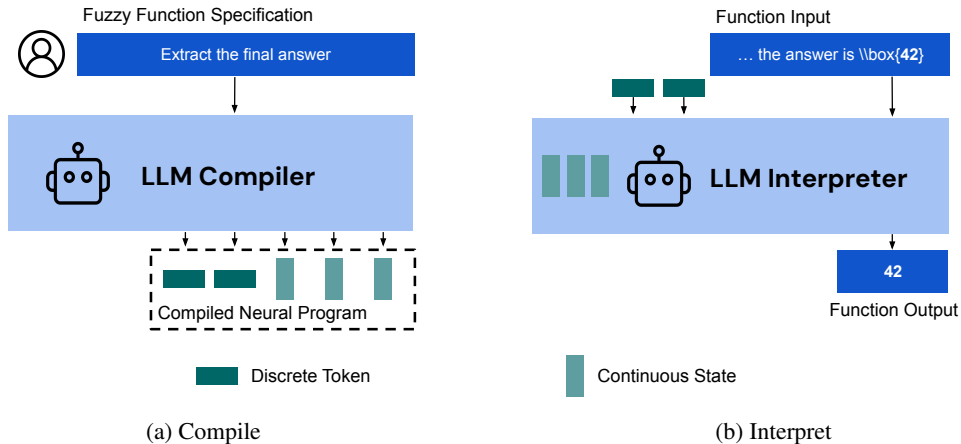 Fuzzy Function Specification
Extract the final answer
LLM Compiler
Compiled Neural Program
Function Input
... the answer is \\box{42}
LLM Interpreter
42
Function Output
Discrete Token
Continuous State
(a) Compile
(b) Interpret